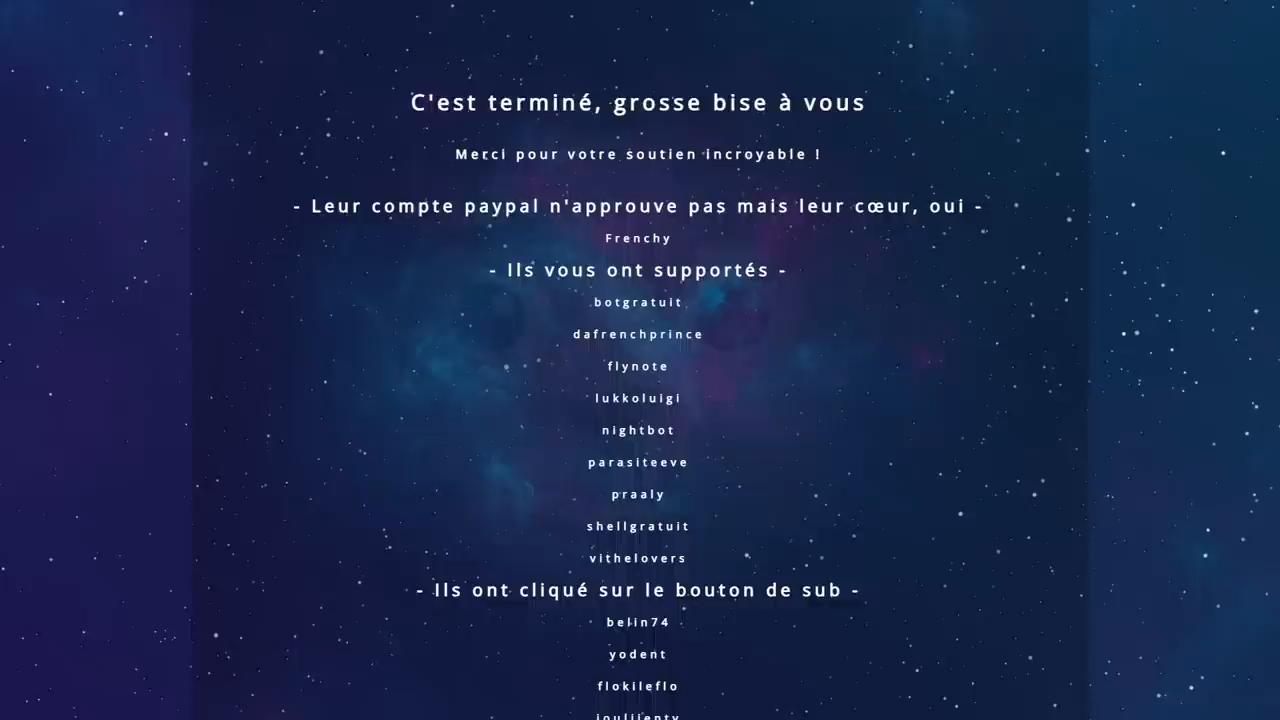 C'est terminé, grosse bise à vous
Merci pour votre soutien incroyable !
- Leur compte paypal n'approuve pas mais leur cœur, oui -
Frenchy
- Ils vous ont supportés -
botgratuit
dafrenchprince
flynote
lukkoluigi
nightbot
parasiteeve
praaly
shellgratuit
vithelovers
- Ils ont cliqué sur le bouton de sub -
belin74
yodent
flokileflo